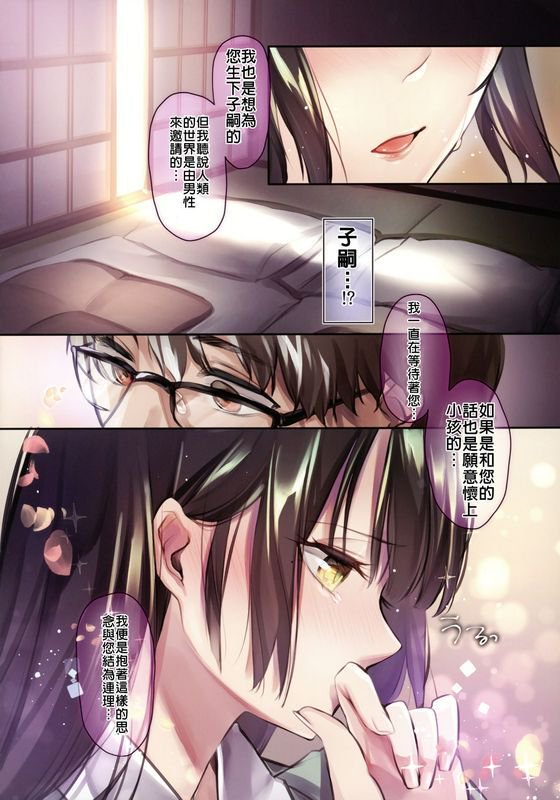 我也是想為
您生下子嗣的
但我聽說人類
的世界是由男性
來邀請的…
子嗣…!?
我一直在等待著您…
如果是和您的
話也是願意懷上
小孩的…
うるっ
我便是抱著這樣的思
念與您結為連理…